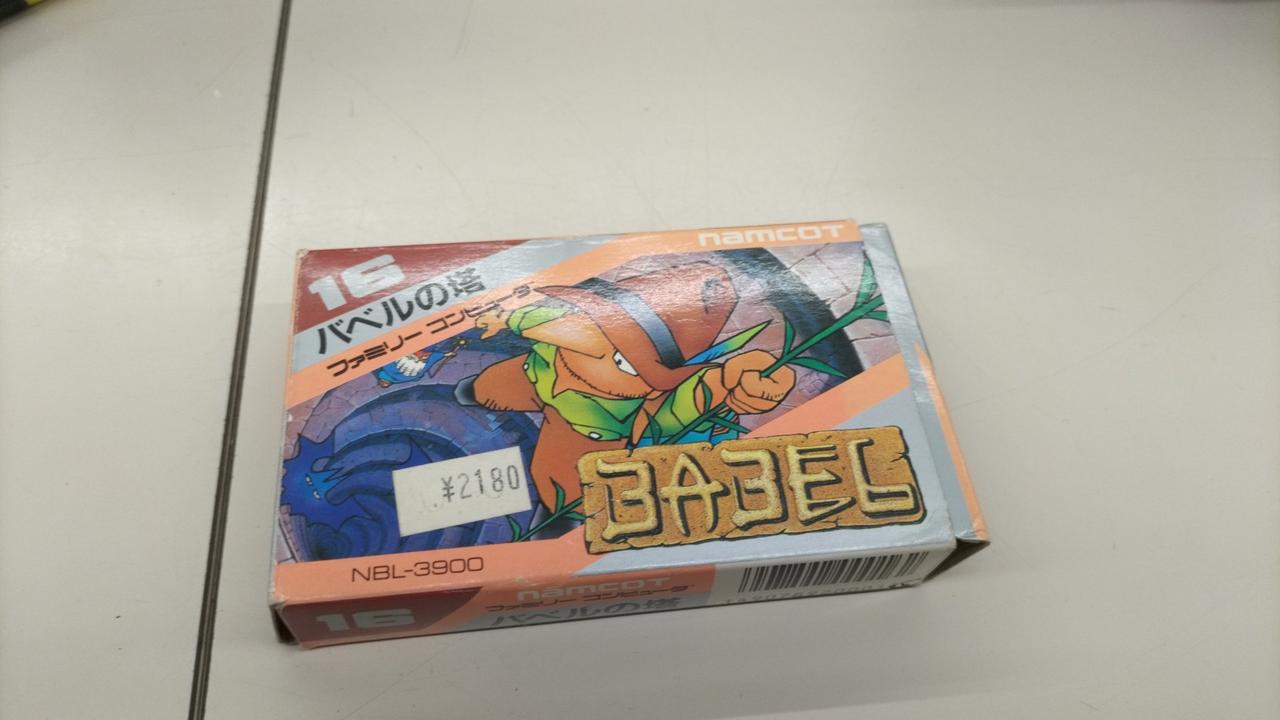 namcot
16
バベルの塔
ファミリー コンピュータ
¥2180
BABEL
NBL-3900
namcot
ファミリー コンピュータ
16
バベルの塔